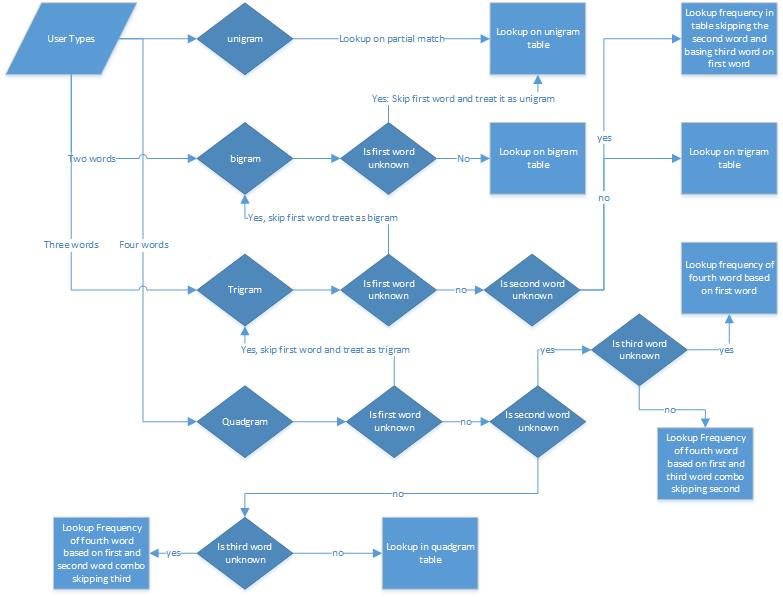 User Types
unigram
Lookup on partial match
Lookup on unigram
table
Lookup frequency in
table skipping the
second word and
basing third word on
first word
Yes: Skip first word and treat it as unigram
yes
Two words
bigram
Is first word
unknown
No
Lookup on bigram
table
Lookup on trigram
table
no
Yes, skip first word treat as bigram
Three words
Four words
Trigram
Is first word
unknown
no
Is second word
unknown
Lookup frequency of
fourth word based
on first word
Yes, skip first word and treat as trigram
yes
Is third word
unknown
yes
Quadgram
Is first word
unknown
no
Is second word
unknown
no
Lookup Frequency
of fourth word
based on first and
third word combo
skipping second
no
Lookup Frequency
of fourth word
based on first and
second word combo
skipping third
yes
Is third word
unknown
no
Lookup in quadgram
table